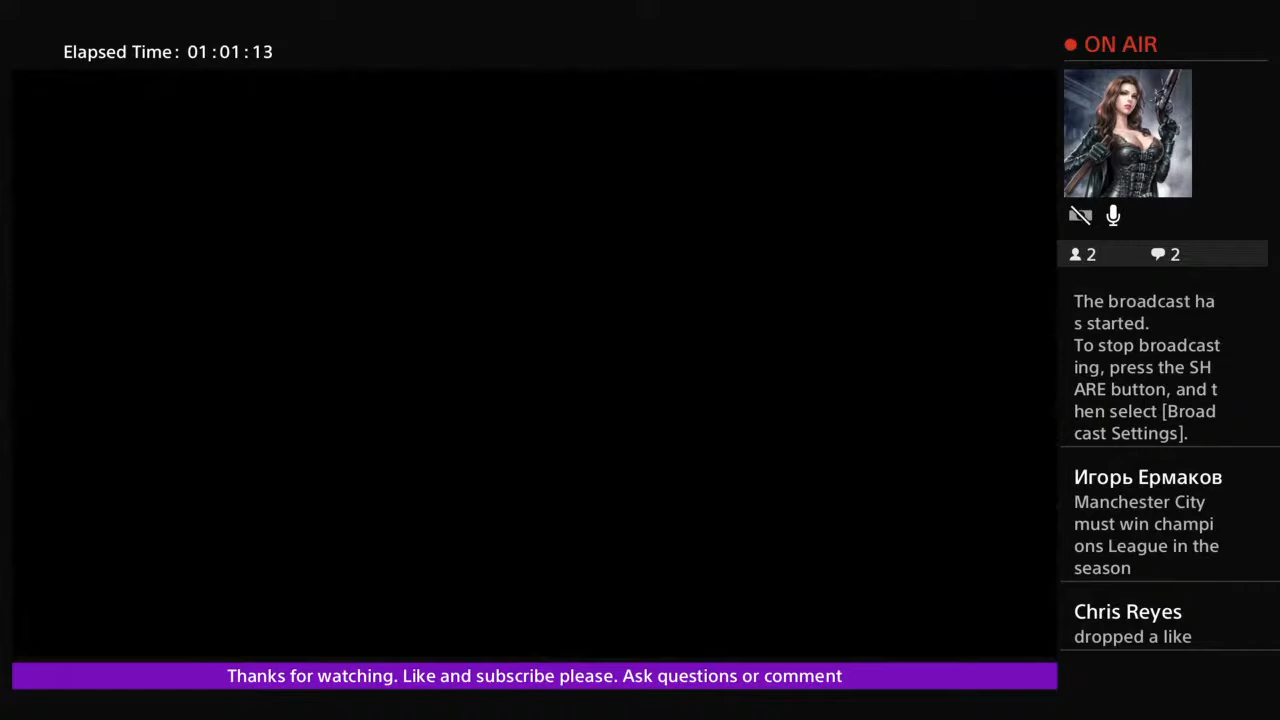 Elapsed Time: 01:01:13
ON AIR
2 2
The broadcast ha
s started.
To stop broadcast
ing, press the SH
ARE button, and t
hen select [Broad
cast Settings].
Игорь Ермаков
Manchester City
must win champi
ons League in the
season
Chris Reyes
dropped a like
Thanks for watching. Like and subscribe please. Ask questions or comment